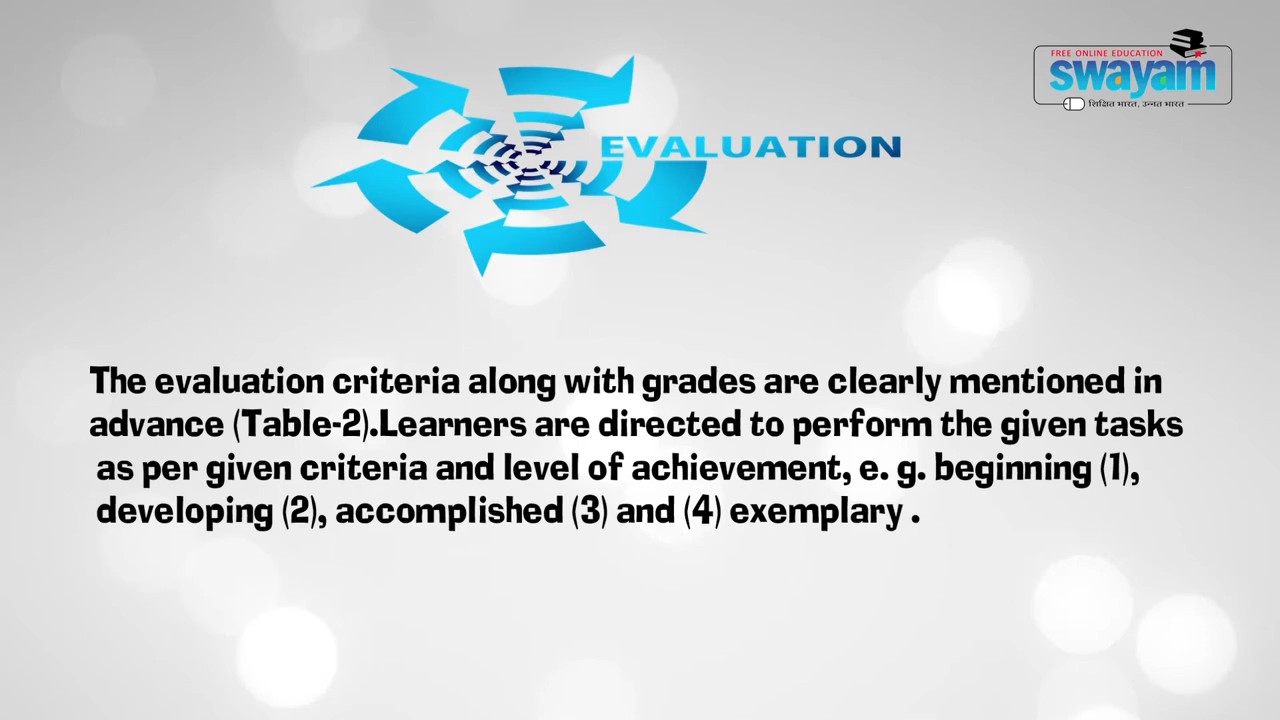 FREE ONLINE EDUCATION
swayam
शिक्षित भारत, उन्नत भारत
EVALUATION
The evaluation criteria along with grades are clearly mentioned in
advance (Table-2).Learners are directed to perform the given tasks
as per given criteria and level of achievement, e. g. beginning (1),
developing (2), accomplished (3) and (4) exemplary .